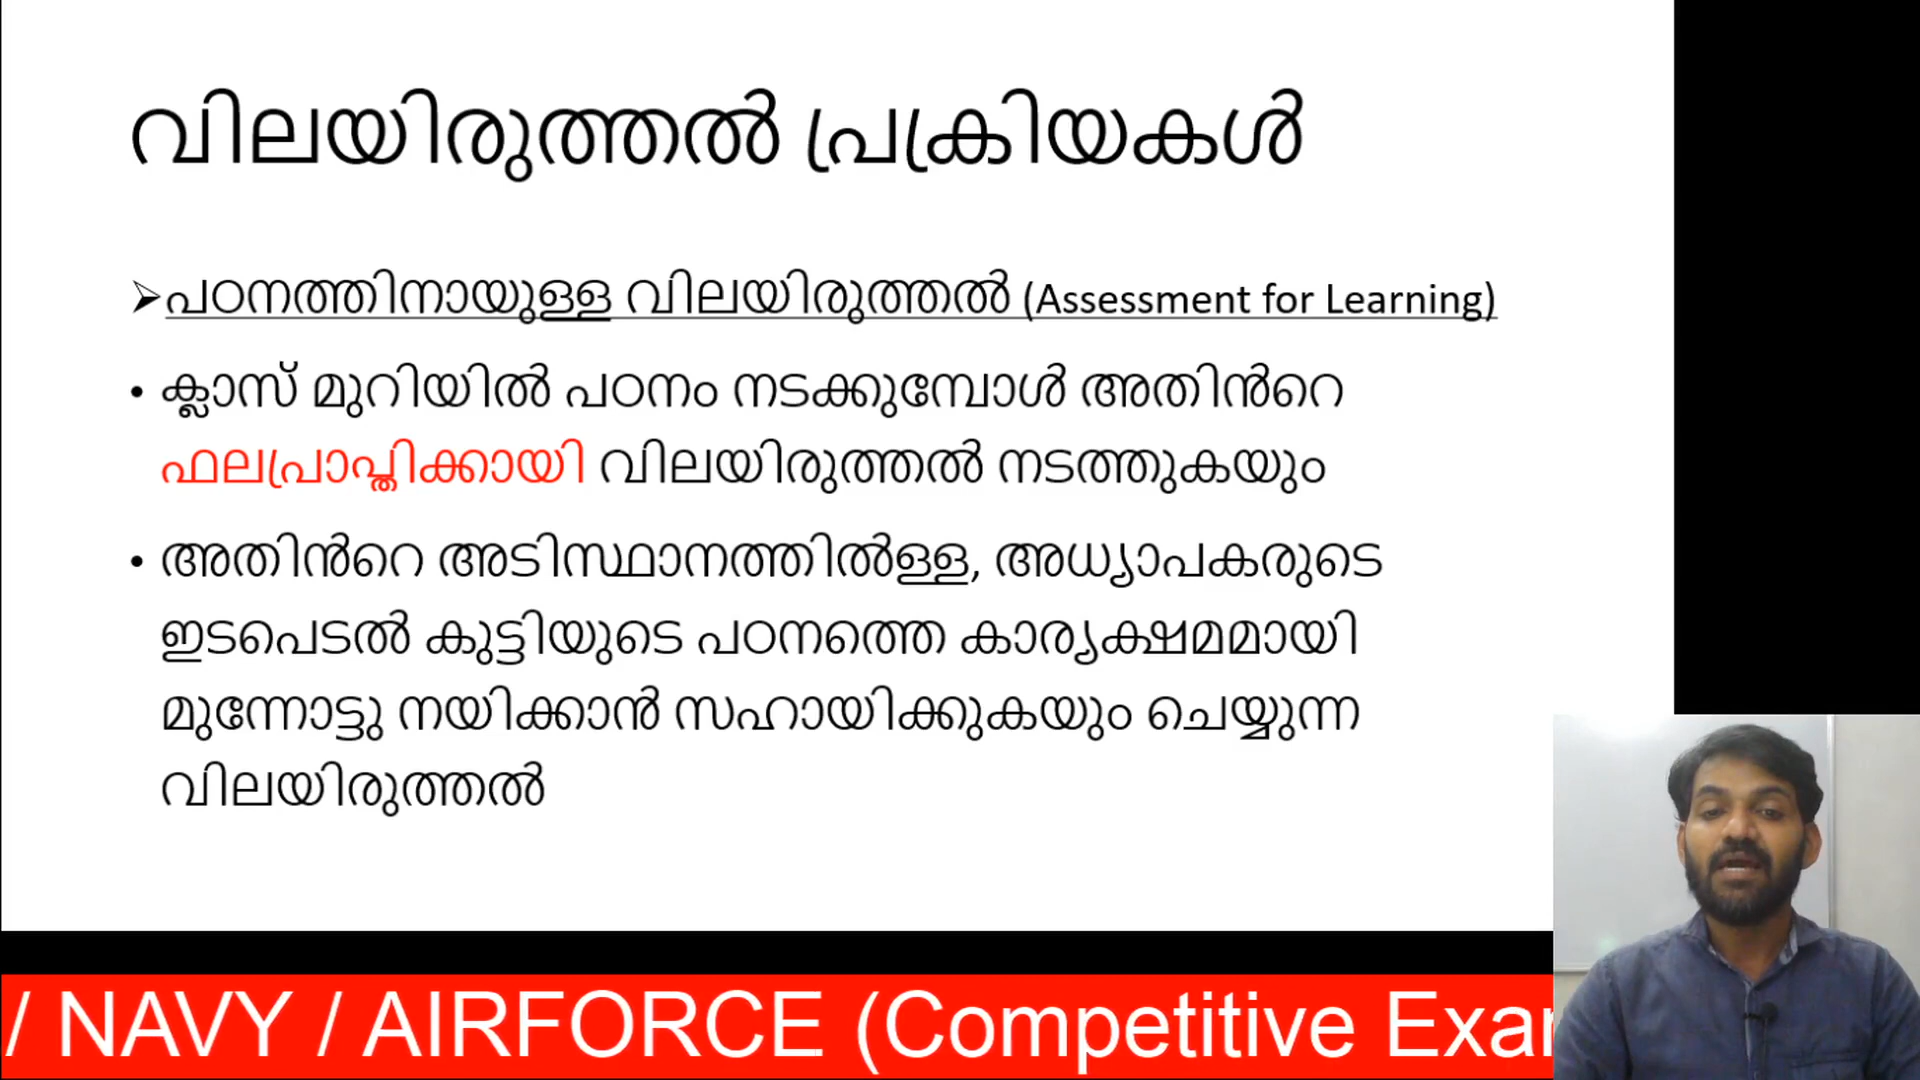 വിലയിരുത്തൽ പ്രക്രിയകൾ
➢പഠനത്തിനായുള്ള വിലയിരുത്തൽ (Assessment for Learning)
• ക്ലാസ് മുറിയിൽ പഠനം നടക്കുമ്പോൾ അതിൻറെ
ഫലപ്രാപ്തിക്കായി വിലയിരുത്തൽ നടത്തുകയും
• അതിൻറെ അടിസ്ഥാനത്തിൽള്ള, അധ്യാപകരുടെ
ഇടപെടൽ കുട്ടിയുടെ പഠനത്തെ കാര്യക്ഷമമായി
മുന്നോട്ടു നയിക്കാൻ സഹായിക്കുകയും ചെയ്യുന്ന
വിലയിരുത്തൽ
/ NAVY / AIRFORCE (Competitive Exam